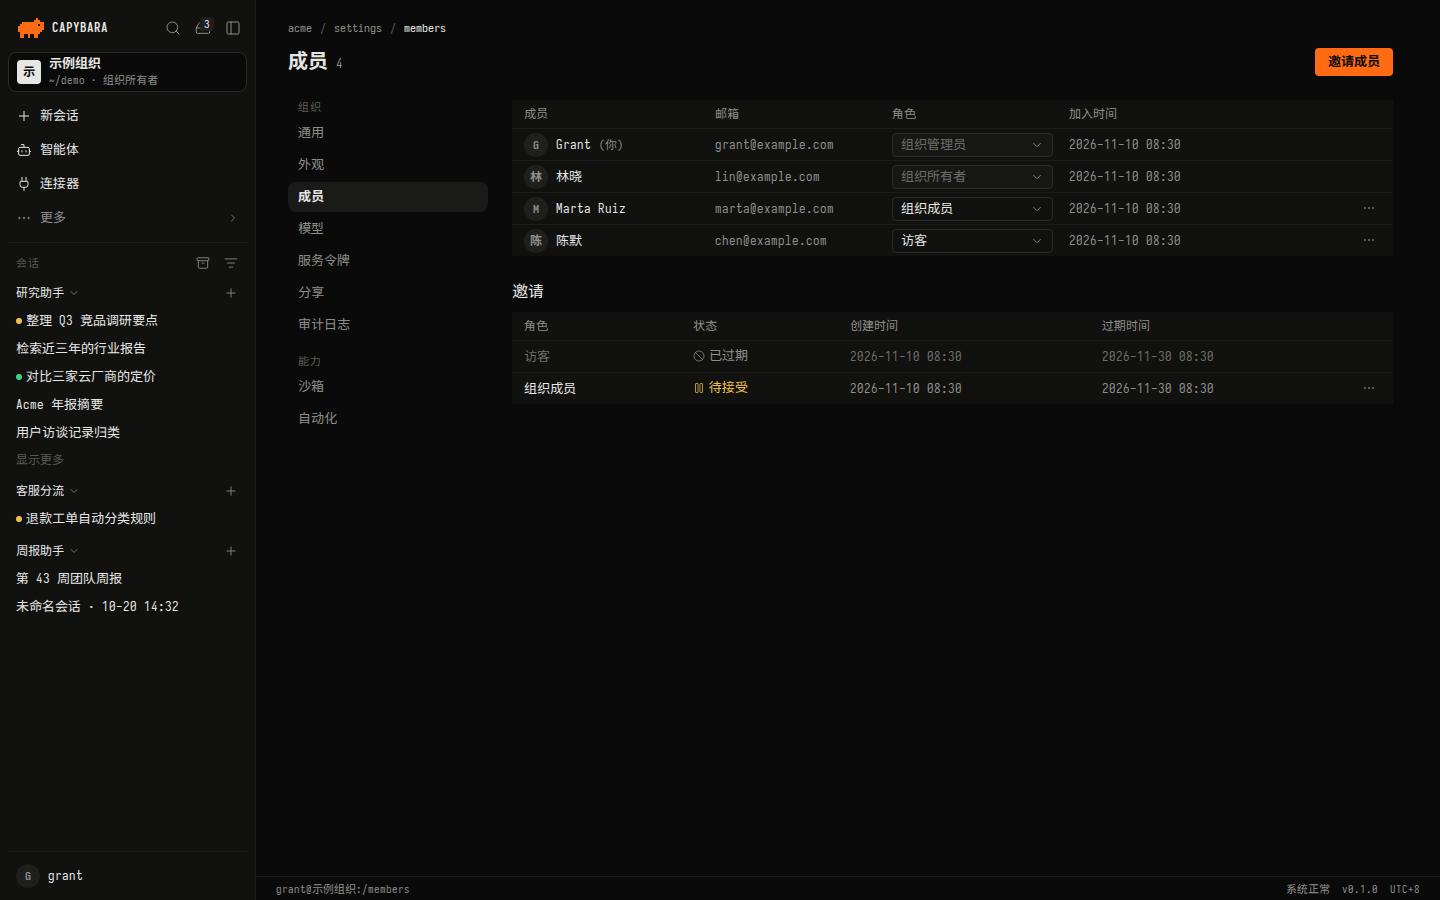 CAPYBARA
3
示 示例组织
~/demo · 组织所有者
新会话
智能体
连接器
更多
会话
研究助手
整理 Q3 竞品调研要点
检索近三年的行业报告
对比三家云厂商的定价
Acme 年报摘要
用户访谈记录归类
显示更多
客服分流
退款工单自动分类规则
周报助手
第 43 周团队周报
未命名会话 · 10-20 14:32
G grant
acme / settings / members
成员 4
邀请成员
组织
通用
外观
成员
模型
服务令牌
分享
审计日志
能力
沙箱
自动化
成员 邮箱 角色 加入时间
G Grant (你) grant@example.com 组织管理员 2026-11-10 08:30
林 林晓 lin@example.com 组织所有者 2026-11-10 08:30
M Marta Ruiz marta@example.com 组织成员 2026-11-10 08:30
陈 陈默 chen@example.com 访客 2026-11-10 08:30
邀请
角色 状态 创建时间 过期时间
访客 已过期 2026-11-10 08:30 2026-11-30 08:30
组织成员 待接受 2026-11-10 08:30 2026-11-30 08:30
grant@示例组织:/members
系统正常 v0.1.0 UTC+8